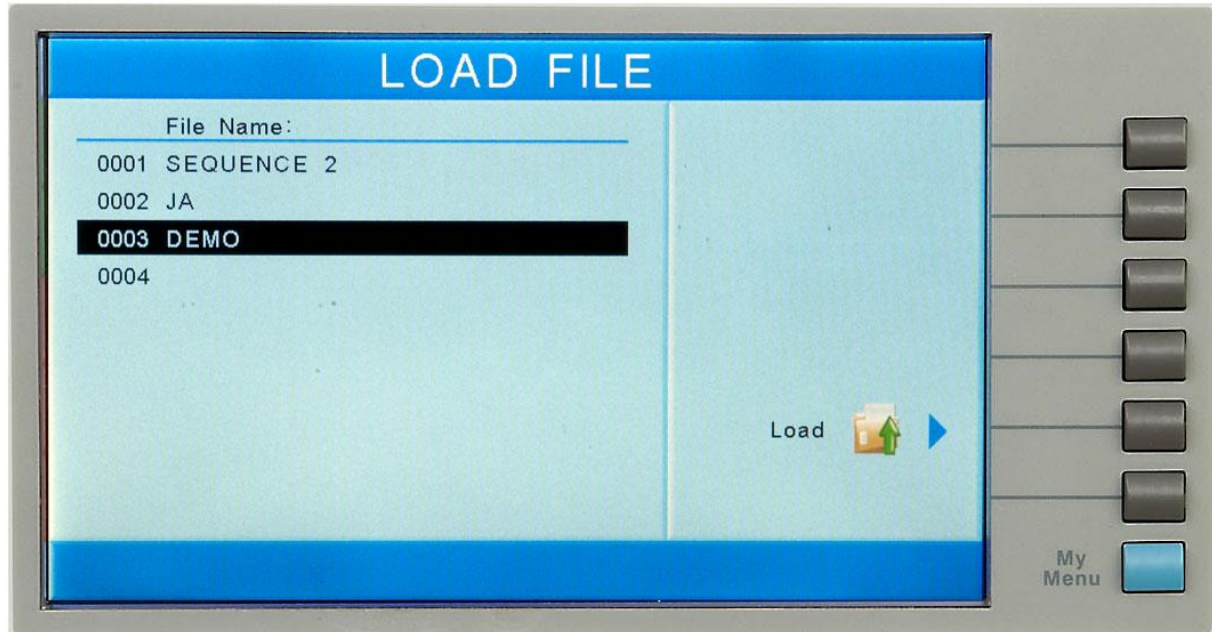 LOAD FILE
File Name:
0001 SEQUENCE 2
0002 JA
0003 DEMO
0004
Load
My
Menu